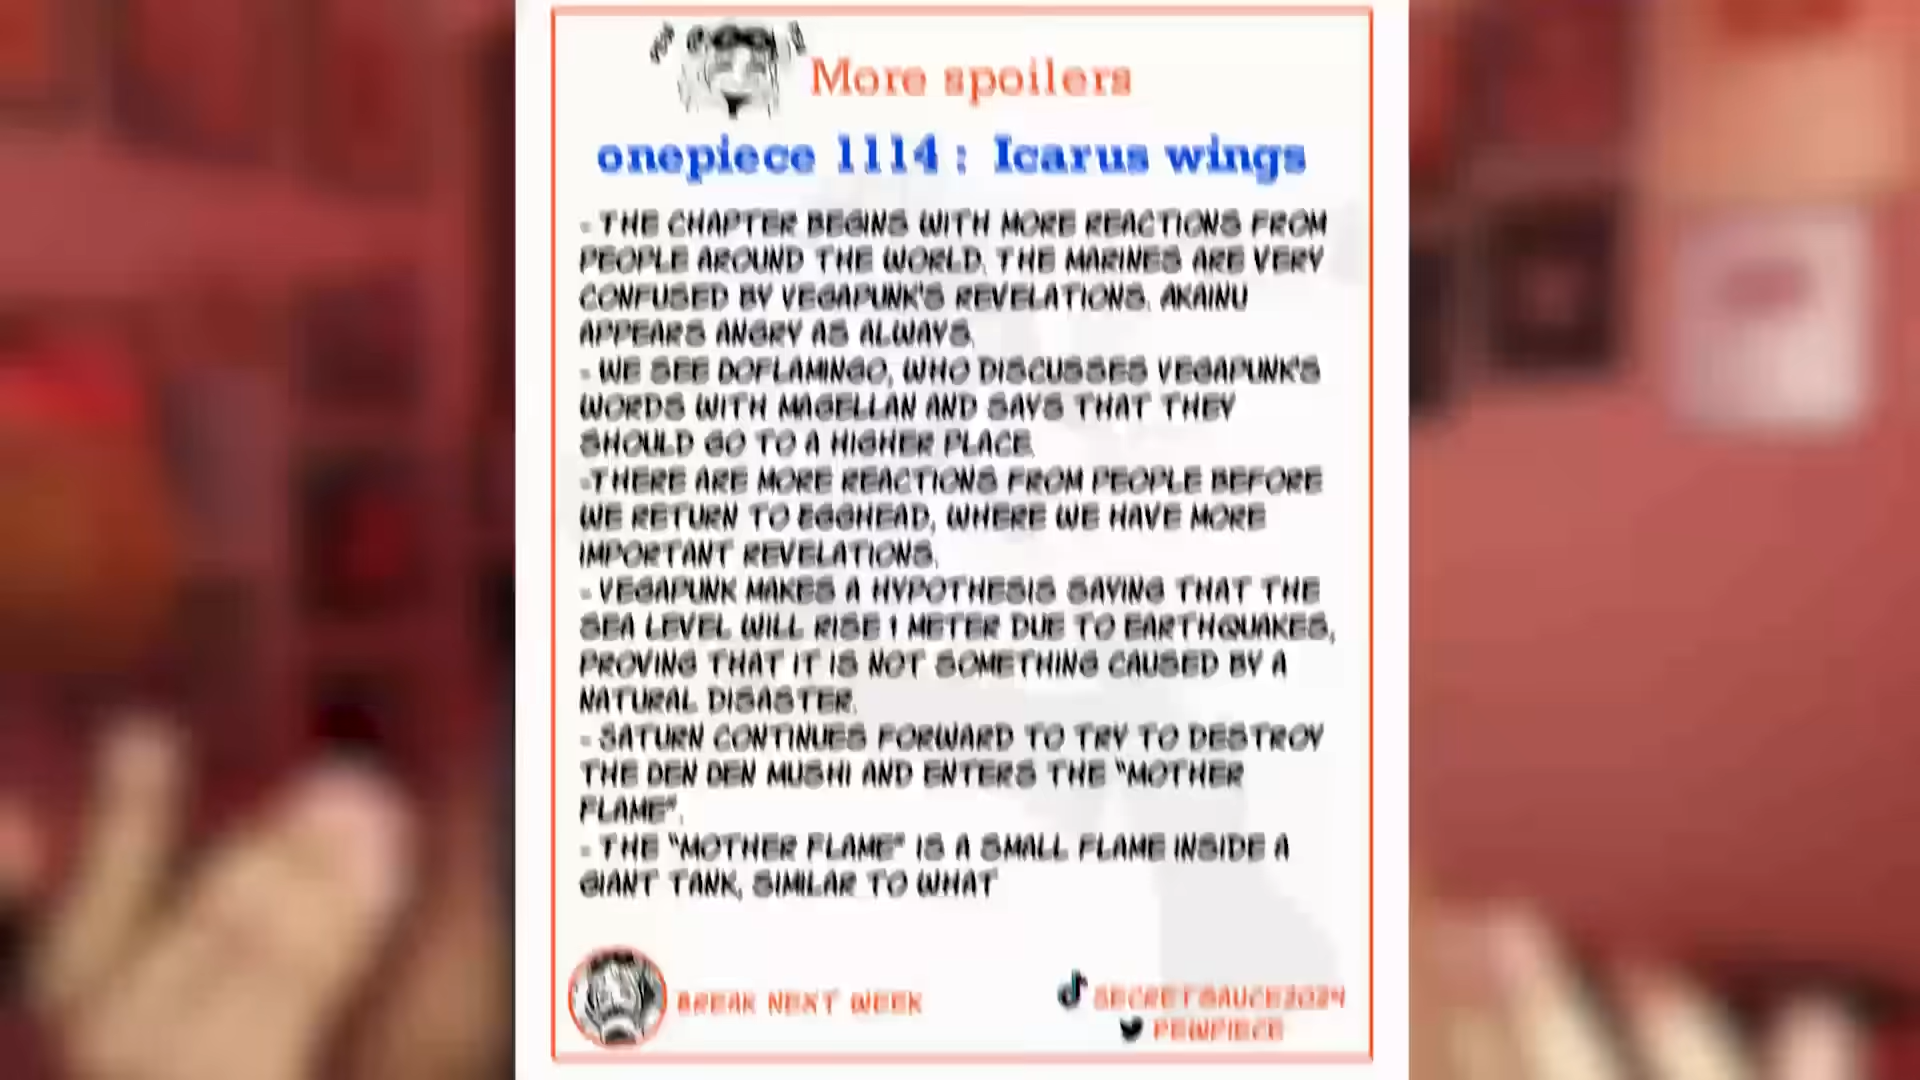 More spoilers
onepiece 1114 : Icarus wings
- THE CHAPTER BEGINS WITH MORE REACTIONS FROM
PEOPLE AROUND THE WORLD. THE MARINES ARE VERY
CONFUSED BY VEGAPUNK'S REVELATIONS. AKAINU
APPEARS ANGRY AS ALWAYS.
- WE SEE DOFLAMINGO, WHO DISCUSSES VEGAPUNK'S
WORDS WITH MAGELLAN AND SAYS THAT THEY
SHOULD GO TO A HIGHER PLACE.
-THERE ARE MORE REACTIONS FROM PEOPLE BEFORE
WE RETURN TO EGGHEAD, WHERE WE HAVE MORE
IMPORTANT REVELATIONS.
- VEGAPUNK MAKES A HYPOTHESIS SAYING THAT THE
SEA LEVEL WILL RISE 1 METER DUE TO EARTHQUAKES,
PROVING THAT IT IS NOT SOMETHING CAUSED BY A
NATURAL DISASTER.
- SATURN CONTINUES FORWARD TO TRY TO DESTROY
THE DEN DEN MUSHI AND ENTERS THE "MOTHER
FLAME".
- THE "MOTHER FLAME" IS A SMALL FLAME INSIDE A
GIANT TANK, SIMILAR TO WHAT
BREAK NEXT WEEK
SECRETSAUCE2024
PEWPIECE